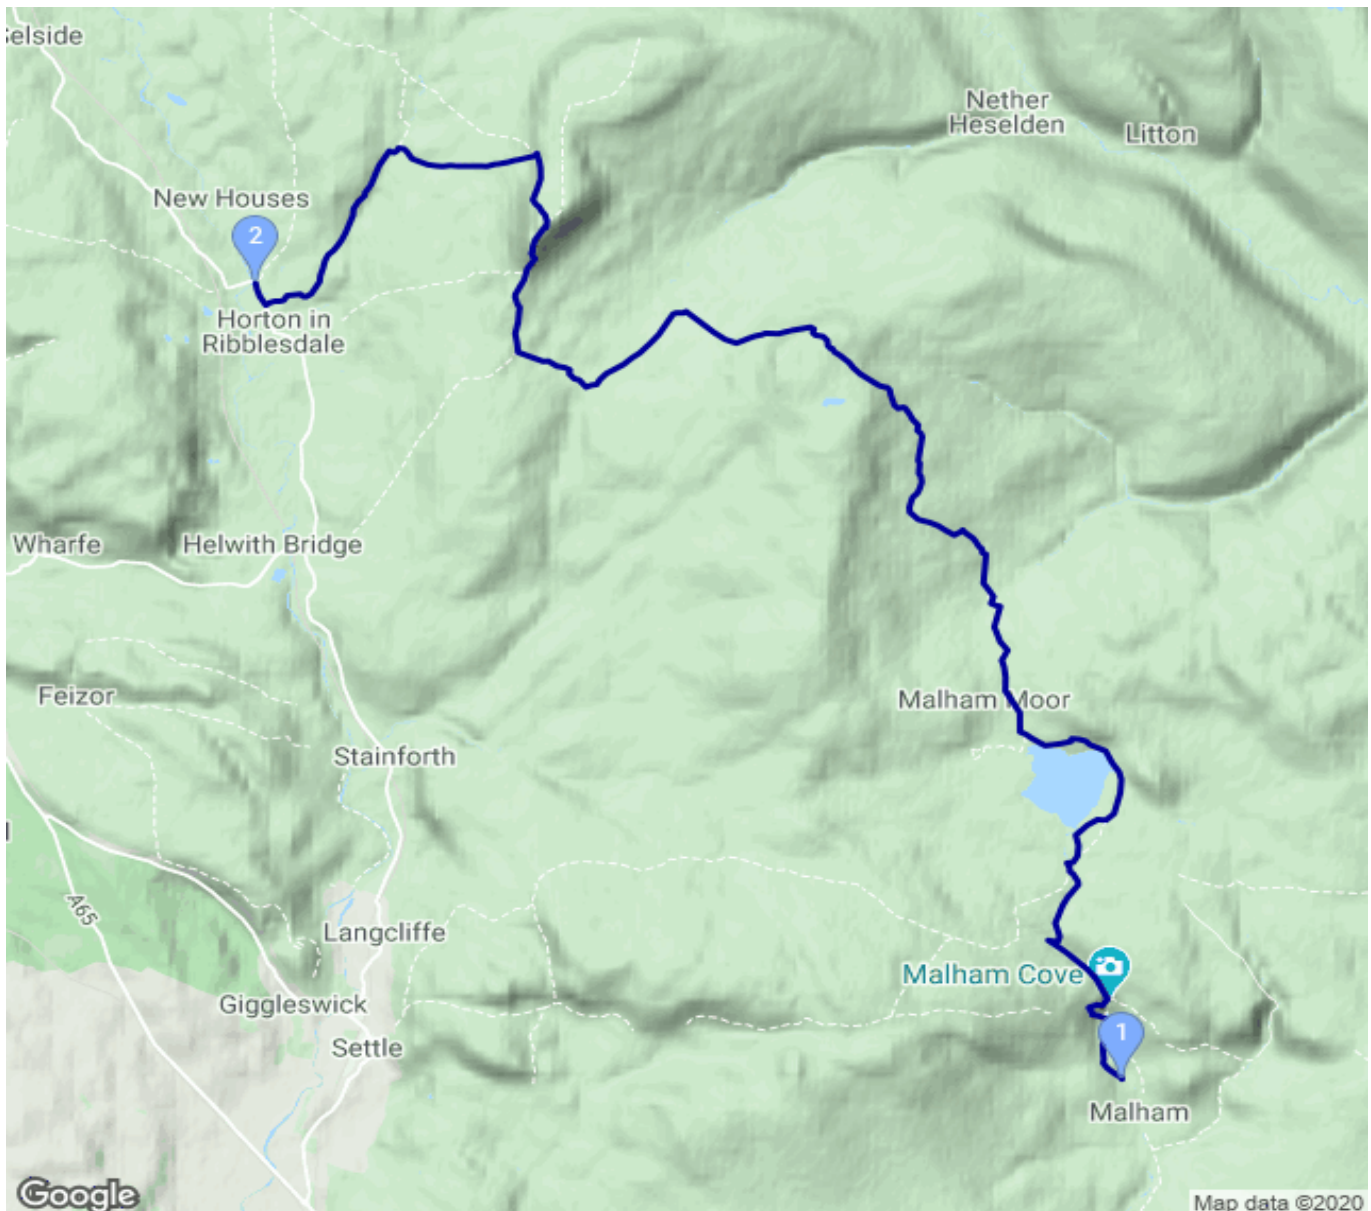 Selside
Nether
Heselden
Litton
New Houses
2
Horton in
Ribblesdale
Wharfe
Helwith Bridge
Feizor
Malham Moor
Stainforth
A65
Langcliffe
Malham Cove
Giggleswick
1
Settle
Malham
Google
Map data ©2020